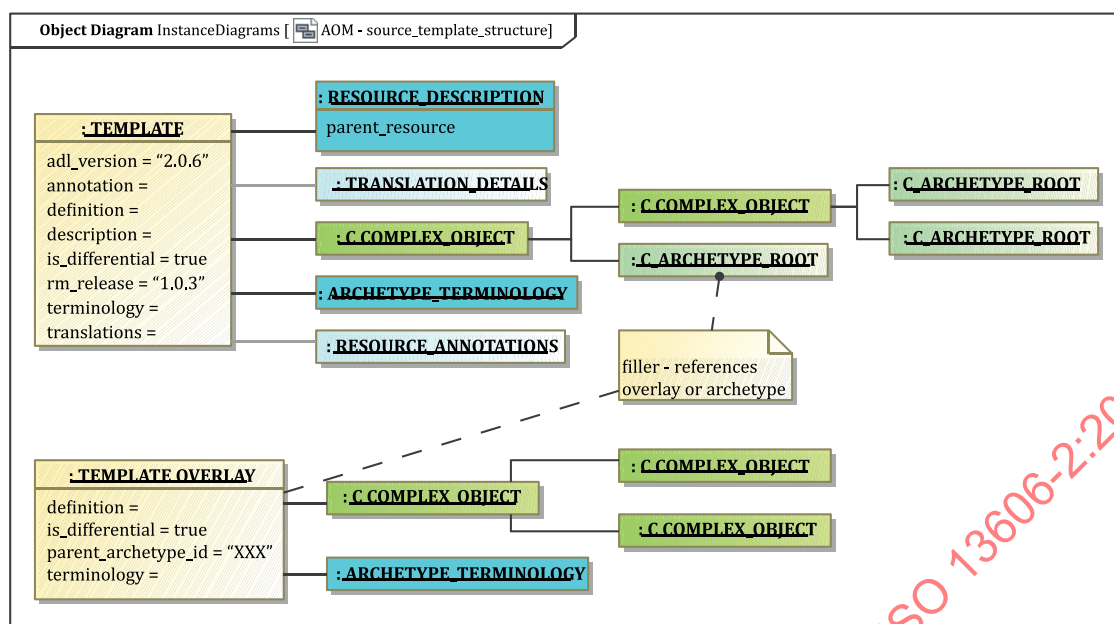 Object Diagram InstanceDiagrams [ AOM - source_template_structure]
: RESOURCE_DESCRIPTION
parent_resource
: TEMPLATE
adl_version = “2.0.6”
annotation =
definition =
description =
is_differential = true
rm_release = “1.0.3”
terminology =
translations =
: TRANSLATION_DETAILS
: C_COMPLEX_OBJECT
: ARCHETYPE_TERMINOLOGY
: RESOURCE_ANNOTATIONS
: C_COMPLEX_OBJECT
: C_ARCHETYPE_ROOT
: C_ARCHETYPE_ROOT
: C_ARCHETYPE_ROOT
filler - references
overlay or archetype
: TEMPLATE_OVERLAY
definition =
is_differential = true
parent_archetype_id = “XXX”
terminology =
: C_COMPLEX_OBJECT
: ARCHETYPE_TERMINOLOGY
: C_COMPLEX_OBJECT
: C_COMPLEX_OBJECT
SO 13606-2:20